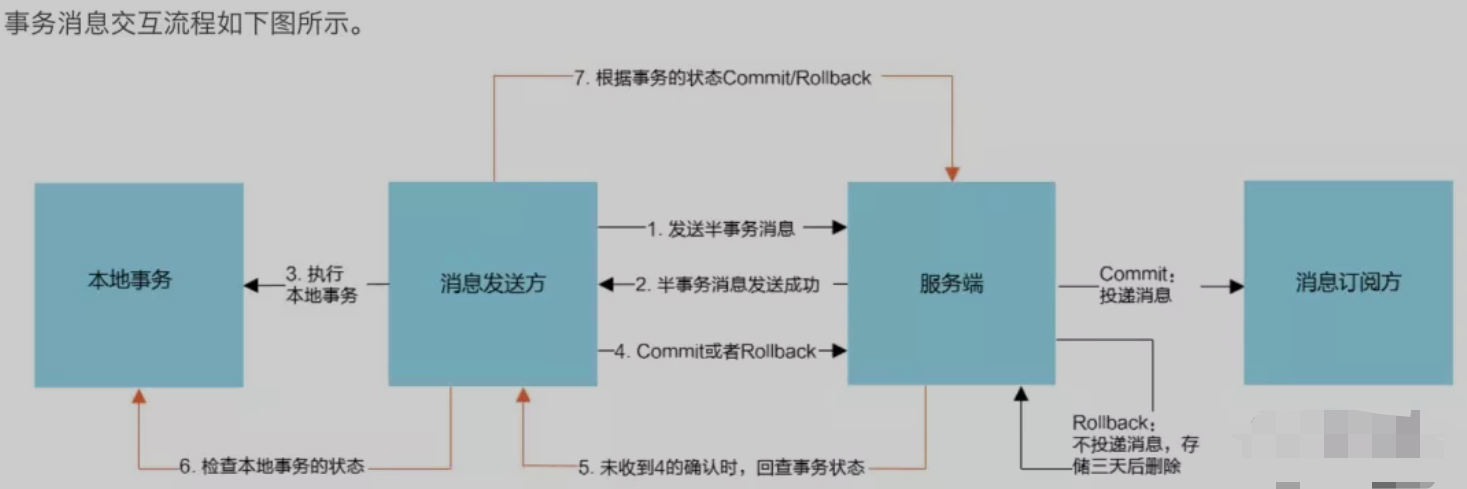 事务消息交互流程如下图所示。
7. 根据事务的状态Commit/Rollback
1. 发送半事务消息
本地事务
3. 执行
本地事务
消息发送方
2. 半事务消息发送成功
服务端
Commit：
投递消息
消息订阅方
4. Commit或者Rollback
Rollback：
不投递消息，存
储三天后删除
6. 检查本地事务的状态
5. 未收到4的确认时，回查事务状态